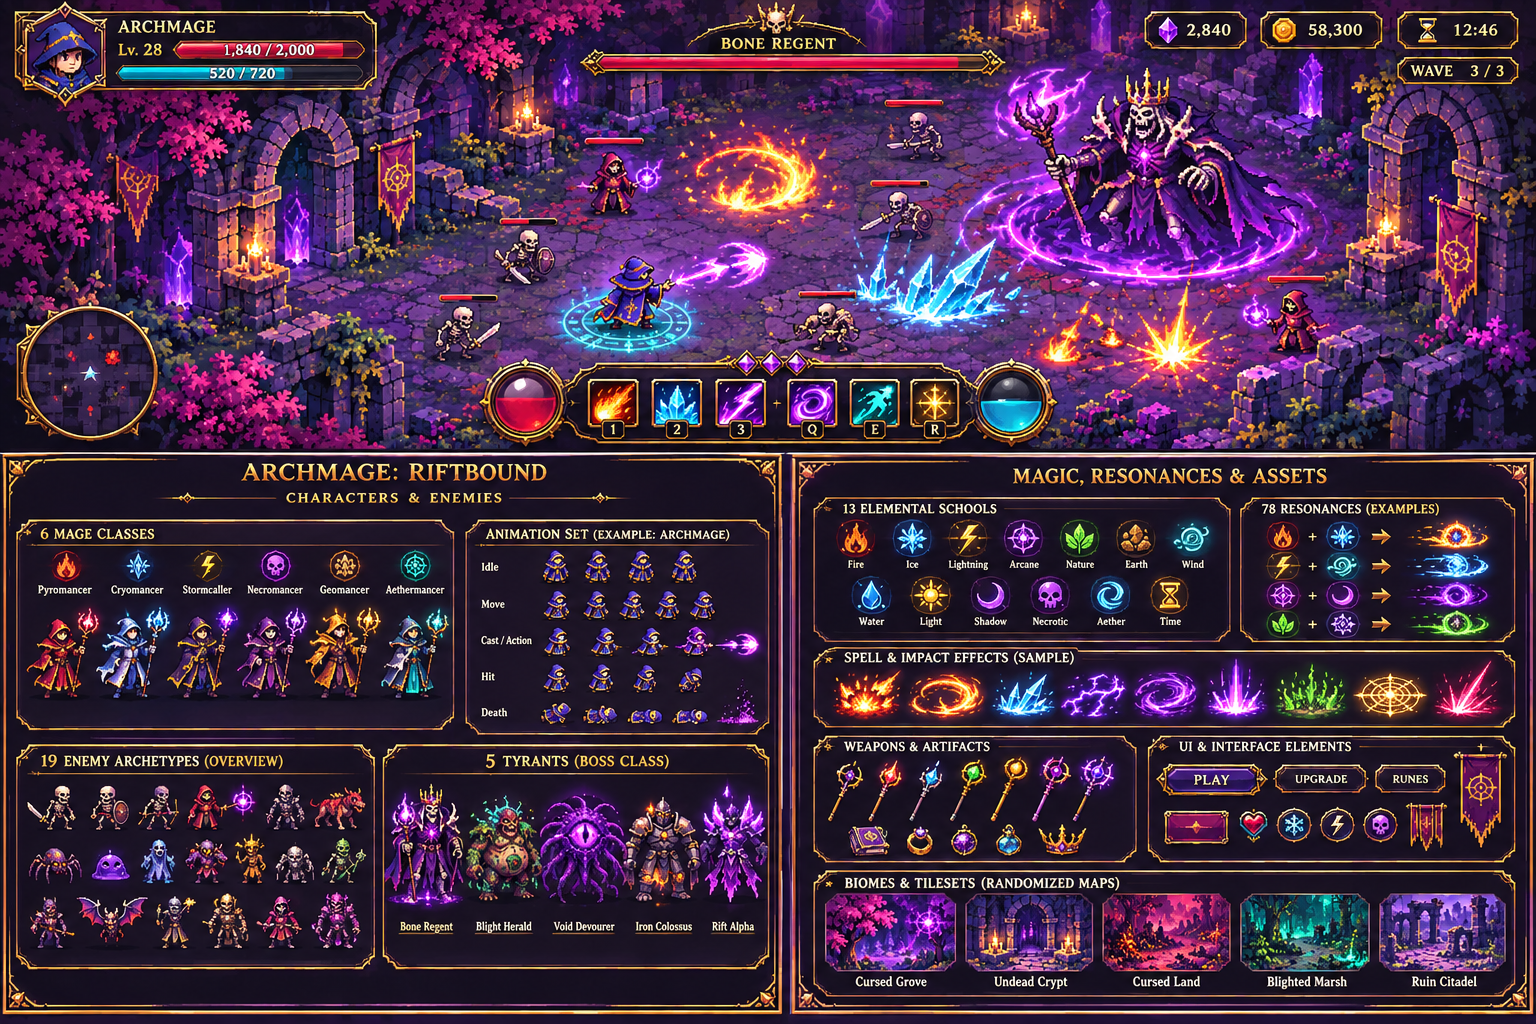 ARCHMAGE
Lv. 28
1,840 / 2,000
520 / 720
BONE REGENT
2,840
58,300
12:46
WAVE 3 / 3
1
2
3
Q
E
R
ARCHMAGE: RIFTBOUND
CHARACTERS & ENEMIES
6 MAGE CLASSES
Pyromancer
Cryomancer
Stormcaller
Necromancer
Geomancer
Aethermancer
ANIMATION SET (EXAMPLE: ARCHMAGE)
Idle
Move
Cast / Action
Hit
Death
19 ENEMY ARCHETYPES (OVERVIEW)
5 TYRANTS (BOSS CLASS)
Bone Regent
Blight Herald
Void Devourer
Iron Colossus
Rift Alpha
MAGIC, RESONANCES & ASSETS
13 ELEMENTAL SCHOOLS
Fire
Ice
Lightning
Arcane
Nature
Earth
Wind
Water
Light
Shadow
Necrotic
Aether
Time
78 RESONANCES (EXAMPLES)
SPELL & IMPACT EFFECTS (SAMPLE)
WEAPONS & ARTIFACTS
UI & INTERFACE ELEMENTS
PLAY
UPGRADE
RUNES
BIOMES & TILESETS (RANDOMIZED MAPS)
Cursed Grove
Undead Crypt
Cursed Land
Blighted Marsh
Ruin Citadel